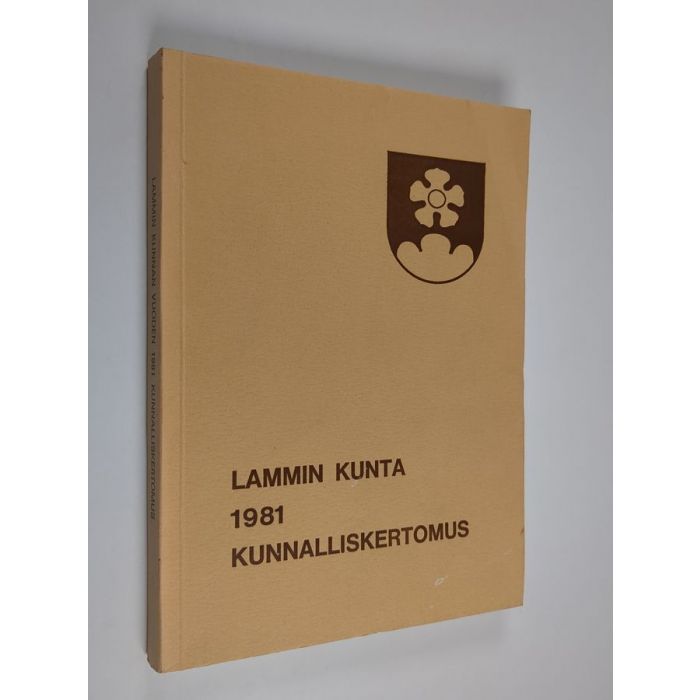 LAMMIN KUNNAN VUODEN 1981 KUNNALLISKERTOMUS
LAMMIN KUNTA
1981
KUNNALLISKERTOMUS